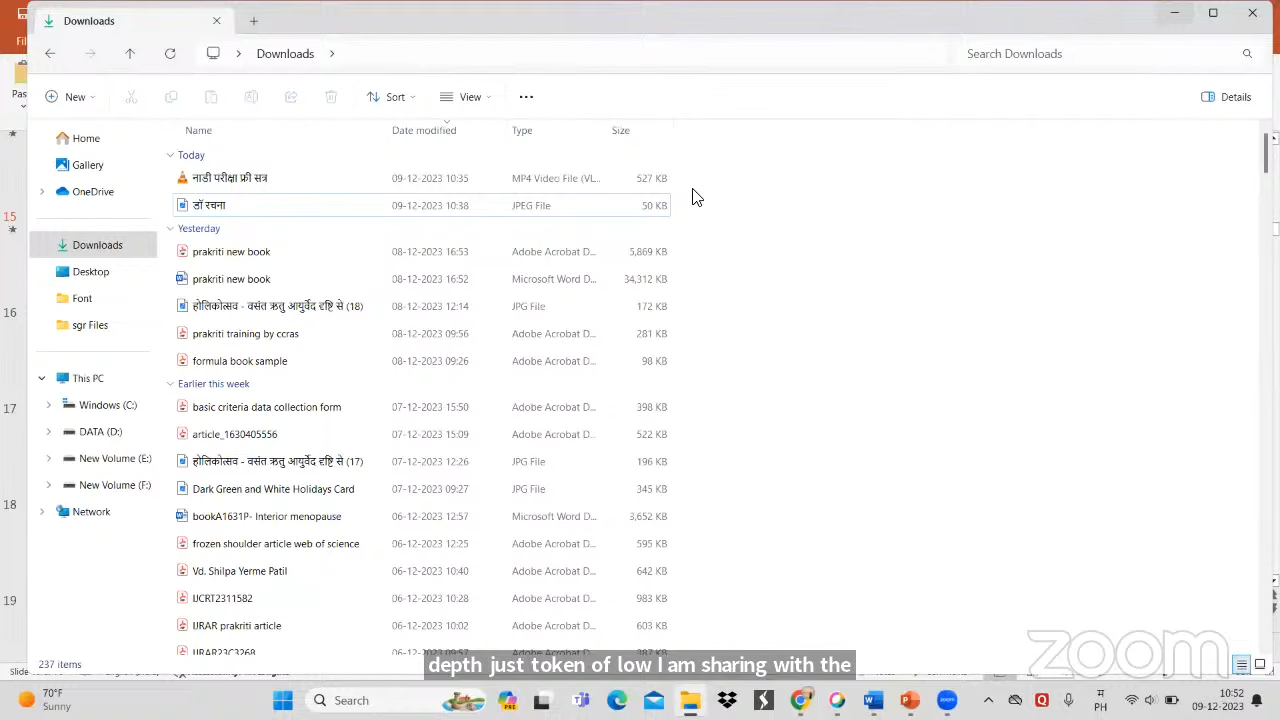 Downloads
Downloads
Search Downloads
New
Sort
View
Details
Home
Gallery
OneDrive
Downloads
Desktop
Font
sgr Files
This PC
Windows (C:)
DATA (D:)
New Volume (E:)
New Volume (F:)
Network
Name Date modified Type Size
Today
नाडी परीक्षा फ्री सत्र 09-12-2023 10:35 MP4 Video File (VL... 527 KB
डॉ रचना 09-12-2023 10:38 JPEG File 50 KB
Yesterday
prakriti new book 08-12-2023 16:53 Adobe Acrobat D... 5,869 KB
prakriti new book 08-12-2023 16:52 Microsoft Word D... 34,312 KB
होलिकोत्सव - वसंत ऋतु आयुर्वेद दृष्टि से (18) 08-12-2023 12:14 JPG File 172 KB
prakriti training by ccras 08-12-2023 09:56 Adobe Acrobat D... 281 KB
formula book sample 08-12-2023 09:26 Adobe Acrobat D... 98 KB
Earlier this week
basic criteria data collection form 07-12-2023 15:50 Adobe Acrobat D... 398 KB
article_1630405556 07-12-2023 15:09 Adobe Acrobat D... 522 KB
होलिकोत्सव - वसंत ऋतु आयुर्वेद दृष्टि से (17) 07-12-2023 12:26 JPG File 196 KB
Dark Green and White Holidays Card 07-12-2023 09:27 JPG File 345 KB
bookA1631P- Interior menopause 06-12-2023 12:57 Microsoft Word D... 3,652 KB
frozen shoulder article web of science 06-12-2023 12:25 Adobe Acrobat D... 595 KB
Vd. Shilpa Yerme Patil 06-12-2023 10:40 Adobe Acrobat D... 642 KB
IJCRT2311582 06-12-2023 10:28 Adobe Acrobat D... 983 KB
IJRAR prakriti article 06-12-2023 10:02 Adobe Acrobat D... 603 KB
IJRAR23C3268
237 items
depth just token of low I am sharing with the
zoom
15
16
17
18
19
70°F
Sunny
Search
PH
10:52
09-12-2023